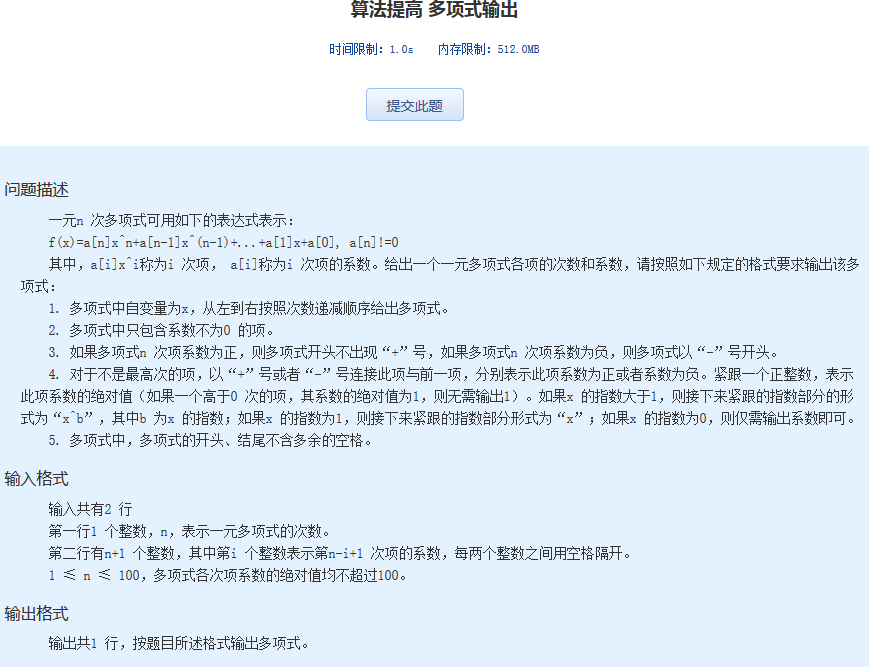 算法提高 多项式输出
时间限制：1.0s 内存限制：512.0MB
提交此题
问题描述
一元n 次多项式可用如下的表达式表示：
f(x)=a[n]x^n+a[n-1]x^(n-1)+...+a[1]x+a[0], a[n]!=0
其中，a[i]x^i称为i 次项， a[i]称为i 次项的系数。给出一个一元多项式各项的次数和系数，请按照如下规定的格式要求输出该多
项式：
1. 多项式中自变量为x，从左到右按照次数递减顺序给出多项式。
2. 多项式中只包含系数不为0 的项。
3. 如果多项式n 次项系数为正，则多项式开头不出现“+”号，如果多项式n 次项系数为负，则多项式以“-”号开头。
4. 对于不是最高次的项，以“+”号或者“-”号连接此项与前一项，分别表示此项系数为正或者系数为负。紧跟一个正整数，表示
此项系数的绝对值（如果一个高于0 次的项，其系数的绝对值为1，则无需输出1）。如果x 的指数大于1，则接下来紧跟的指数部分的形
式为“x^b”，其中b 为x 的指数；如果x 的指数为1，则接下来紧跟的指数部分形式为“x”；如果x 的指数为0，则仅需输出系数即可。
5. 多项式中，多项式的开头、结尾不含多余的空格。
输入格式
输入共有2 行
第一行1 个整数，n，表示一元多项式的次数。
第二行有n+1 个整数，其中第i 个整数表示第n-i+1 次项的系数，每两个整数之间用空格隔开。
1 ≤ n ≤ 100，多项式各次项系数的绝对值均不超过100。
输出格式
输出共1 行，按题目所述格式输出多项式。